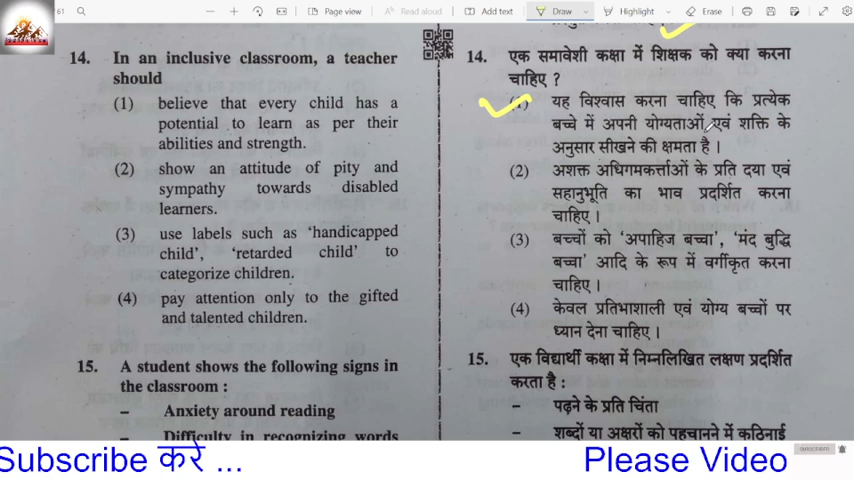 61
Page view
Read aloud
Add text
Draw
Highlight
Erase
14. In an inclusive classroom, a teacher
should
(1) believe that every child has a
potential to learn as per their
abilities and strength.
(2) show an attitude of pity and
sympathy towards disabled
learners.
(3) use labels such as ‘handicapped
child’, ‘retarded child’ to
categorize children.
(4) pay attention only to the gifted
and talented children.
15. A student shows the following signs in
the classroom :
– Anxiety around reading
– Difficulty in recognizing words
14. एक समावेशी कक्षा में शिक्षक को क्या करना
चाहिए ?
(1) यह विश्वास करना चाहिए कि प्रत्येक
बच्चे में अपनी योग्यताओं एवं शक्ति के
अनुसार सीखने की क्षमता है ।
(2) अशक्त अधिगमकर्त्ताओं के प्रति दया एवं
सहानुभूति का भाव प्रदर्शित करना
चाहिए ।
(3) बच्चों को ‘अपाहिज बच्चा’, ‘मंद बुद्धि
बच्चा’ आदि के रूप में वर्गीकृत करना
चाहिए ।
(4) केवल प्रतिभाशाली एवं योग्य बच्चों पर
ध्यान देना चाहिए ।
15. एक विद्यार्थी कक्षा में निम्नलिखित लक्षण प्रदर्शित
करता है :
– पढ़ने के प्रति चिंता
– शब्दों या अक्षरों को पहचानने में कठिनाई
Subscribe करे ...
Please Video